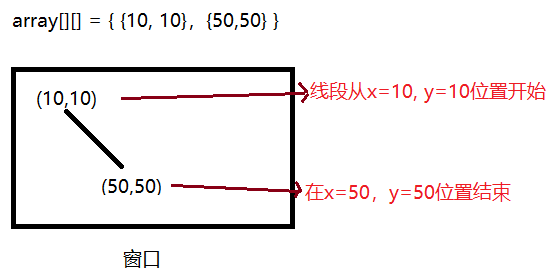 array[][] = { {10, 10}，{50,50} }
(10,10)
线段从x=10, y=10位置开始
(50,50)
在x=50，y=50位置结束
窗口